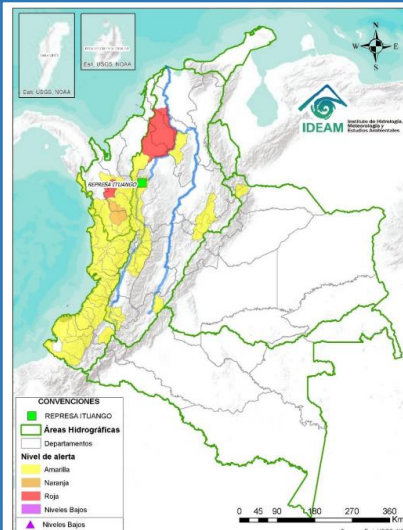 N
W E
S
Esri, USGS, NOAA
Esri, USGS, NOAA
IDEAM
Instituto de Hidrología,
Meteorología y
Estudios Ambientales
REPRESA ITUANGO
CONVENCIONES
REPRESA ITUANGO
Áreas Hidrográficas
Departamentos
Nivel de alerta
Amarilla
Naranja
Roja
Niveles Bajos
Niveles Bajos
0 45 90 180 270 360
Km